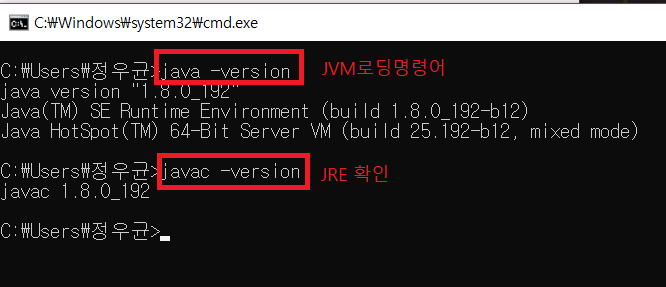 C:\Windows\system32\cmd.exe
C:\Users\정우균>java -version JVM로딩명령어
java version "1.8.0_192"
Java(TM) SE Runtime Environment (build 1.8.0_192-b12)
Java HotSpot(TM) 64-Bit Server VM (build 25.192-b12, mixed mode)
C:\Users\정우균>javac -version JRE 확인
javac 1.8.0_192
C:\Users\정우균>